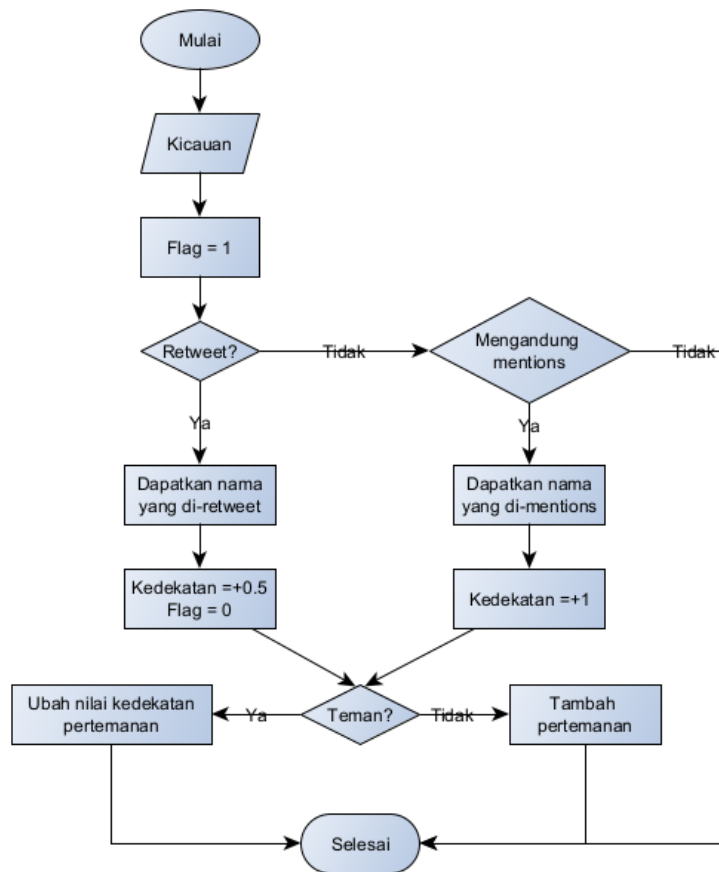 Mulai
Kicauan
Flag = 1
Retweet?
Tidak
Mengandung
mentions
Tidak
Ya
Ya
Dapatkan nama
yang di-retweet
Dapatkan nama
yang di-mentions
Kedekatan =+0.5
Flag = 0
Kedekatan =+1
Ubah nilai kedekatan
pertemanan
Ya
Teman?
Tidak
Tambah
pertemanan
Selesai